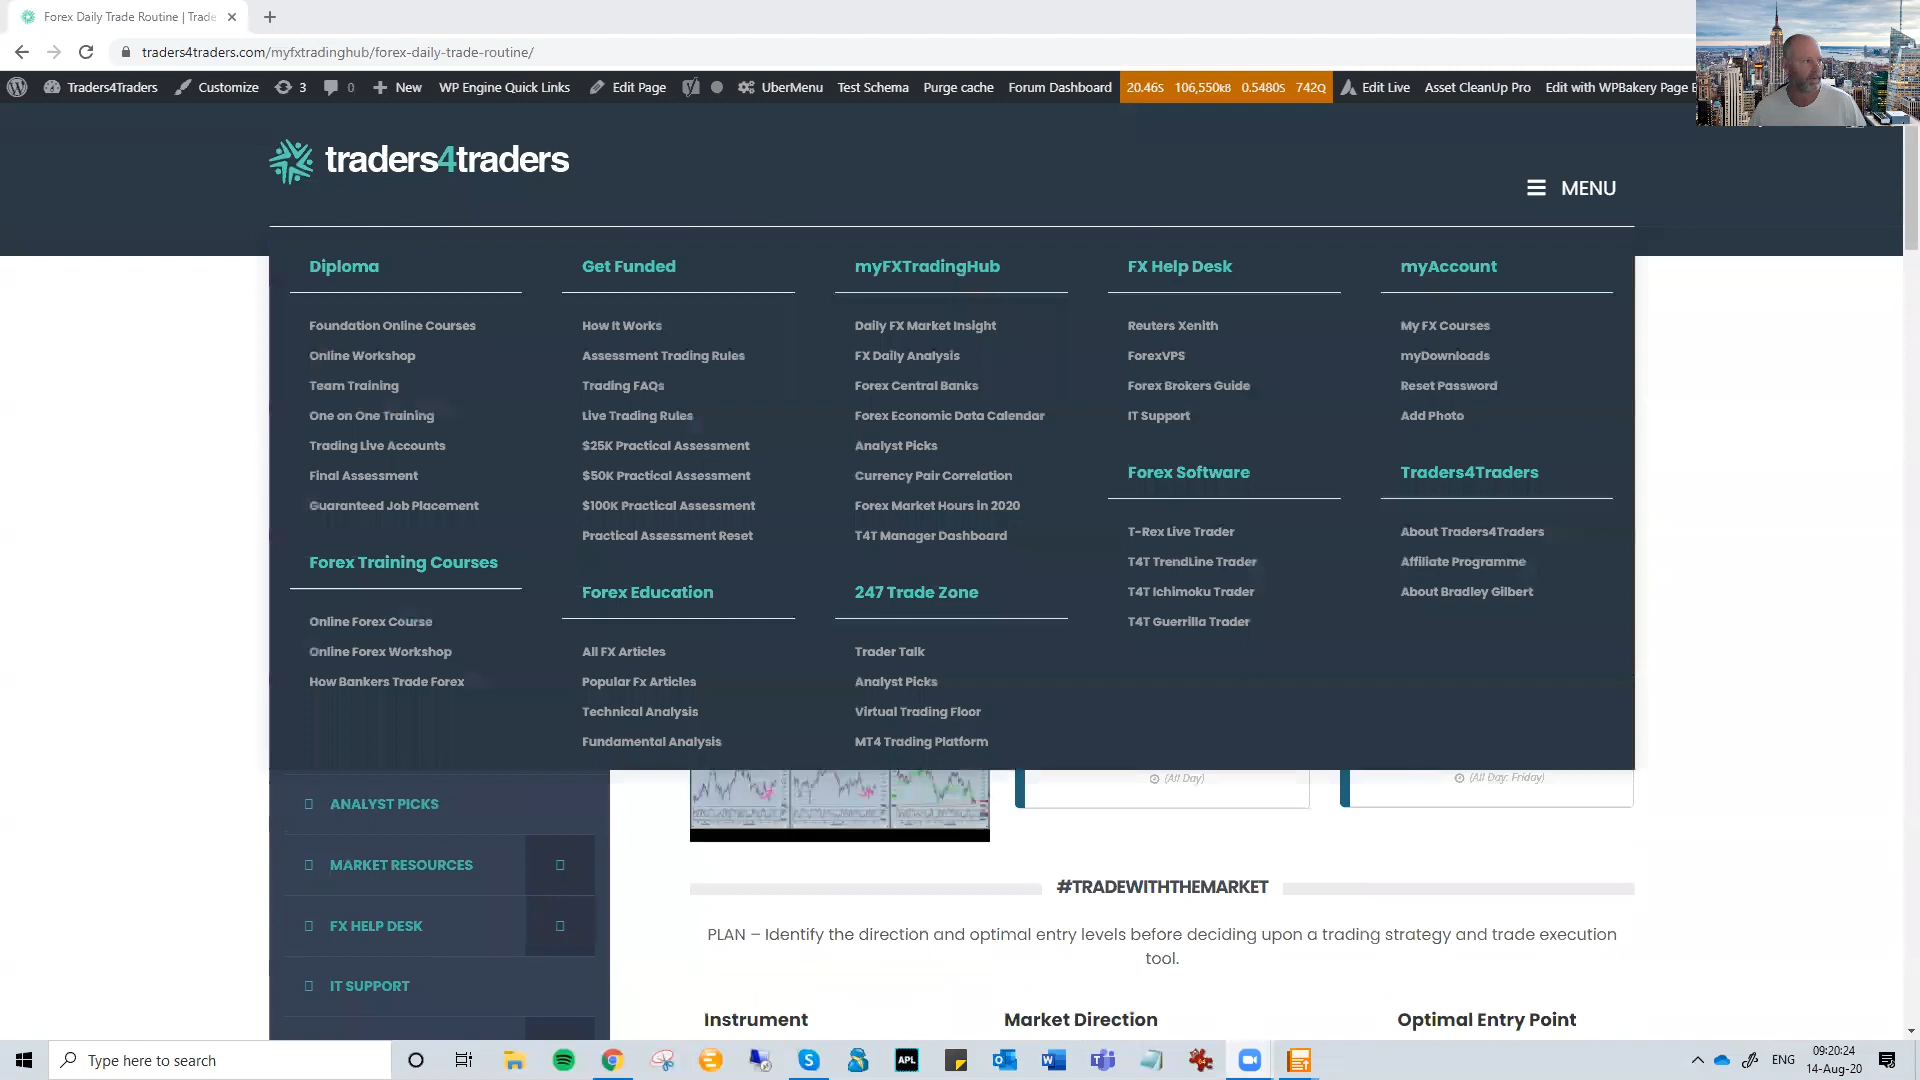 Forex Daily Trade Routine | Trade
traders4traders.com/myfxtradinghub/forex-daily-trade-routine/
Traders4Traders Customize 3 0 New WP Engine Quick Links Edit Page UberMenu Test Schema Purge cache Forum Dashboard 20.46S 106,550KB 0.5480S 742Q Edit Live Asset CleanUp Pro Edit with WPBakery Page
traders4traders
MENU
Diploma
Foundation Online Courses
Online Workshop
Team Training
One on One Training
Trading Live Accounts
Final Assessment
Guaranteed Job Placement
Forex Training Courses
Online Forex Course
Online Forex Workshop
How Bankers Trade Forex
Get Funded
How It Works
Assessment Trading Rules
Trading FAQs
Live Trading Rules
$25K Practical Assessment
$50K Practical Assessment
$100K Practical Assessment
Practical Assessment Reset
Forex Education
All FX Articles
Popular Fx Articles
Technical Analysis
Fundamental Analysis
myFXTradingHub
Daily FX Market Insight
FX Daily Analysis
Forex Central Banks
Forex Economic Data Calendar
Analyst Picks
Currency Pair Correlation
Forex Market Hours in 2020
T4T Manager Dashboard
247 Trade Zone
Trader Talk
Analyst Picks
Virtual Trading Floor
MT4 Trading Platform
FX Help Desk
Reuters Xenith
ForexVPS
Forex Brokers Guide
IT Support
Forex Software
T-Rex Live Trader
T4T TrendLine Trader
T4T Ichimoku Trader
T4T Guerrilla Trader
myAccount
My FX Courses
myDownloads
Reset Password
Add Photo
Traders4Traders
About Traders4Traders
Affiliate Programme
About Bradley Gilbert
ANALYST PICKS
MARKET RESOURCES
FX HELP DESK
IT SUPPORT
(All Day)
(All Day: Friday)
#TRADEWITHTHEMARKET
PLAN – Identify the direction and optimal entry levels before deciding upon a trading strategy and trade execution
tool.
Instrument Market Direction Optimal Entry Point
Type here to search
APL
ENG
09:20:24
14-Aug-20